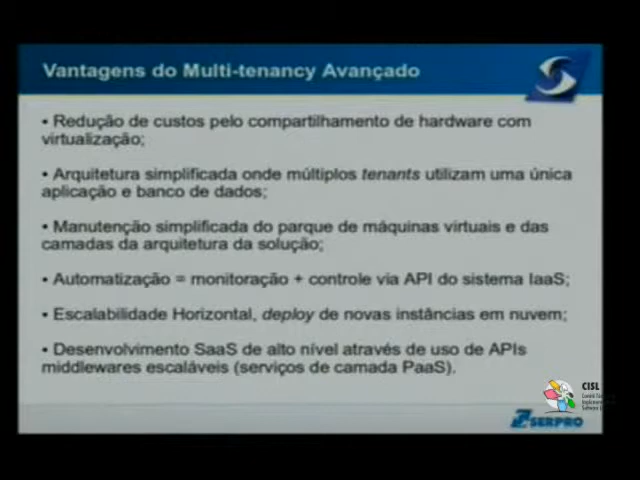 Vantagens do Multi-tenancy Avançado
• Redução de custos pelo compartilhamento de hardware com
virtualização;
• Arquitetura simplificada onde múltiplos tenants utilizam uma única
aplicação e banco de dados;
• Manutenção simplificada do parque de máquinas virtuais e das
camadas da arquitetura da solução;
• Automatização = monitoração + controle via API do sistema IaaS;
• Escalabilidade Horizontal, deploy de novas instâncias em nuvem;
• Desenvolvimento SaaS de alto nível através de uso de APIs
middlewares escaláveis (serviços de camada PaaS).
CISL
SERPRO